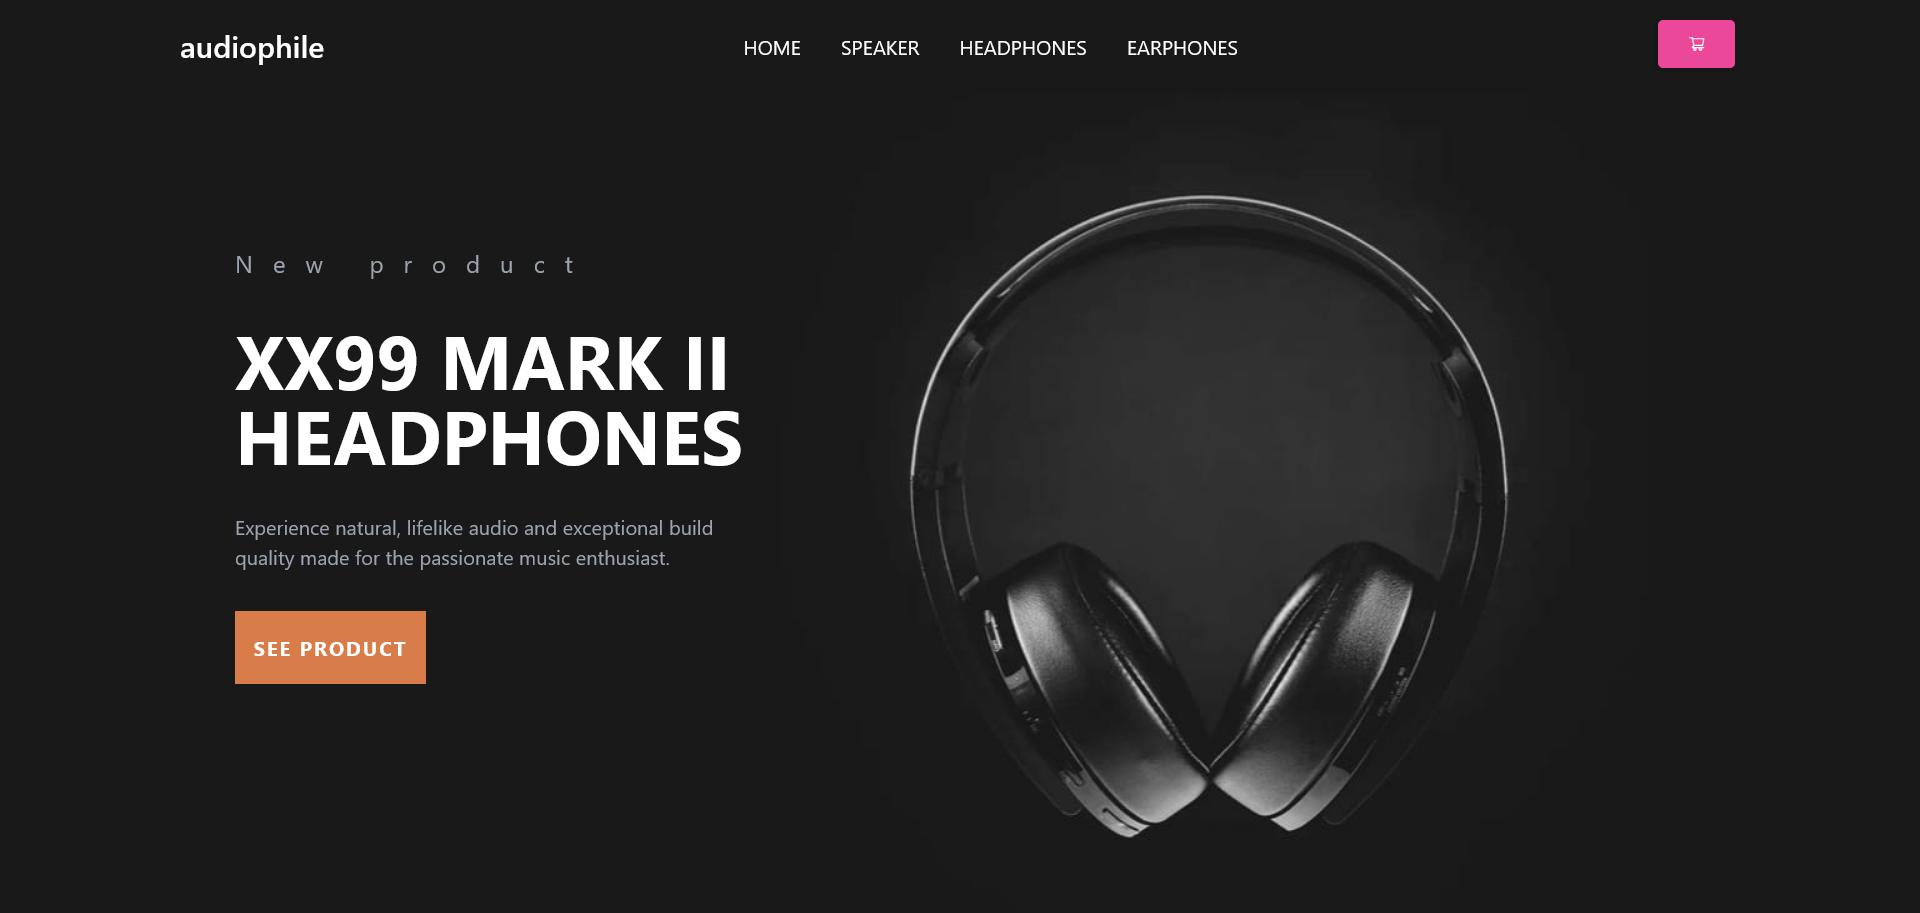 audiophile
HOME SPEAKER HEADPHONES EARPHONES
New product
XX99 MARK II
HEADPHONES
Experience natural, lifelike audio and exceptional build
quality made for the passionate music enthusiast.
SEE PRODUCT